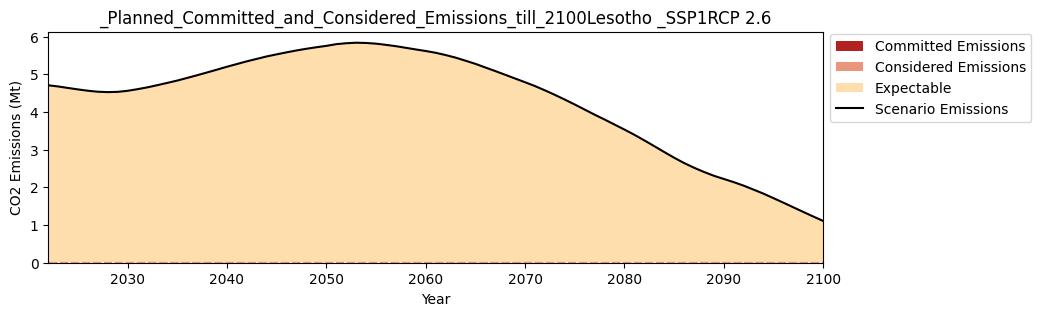 _Planned_Committed_and_Considered_Emissions_till_2100Lesotho _SSP1RCP 2.6
6
5
4
3
2
1
0
CO2 Emissions (Mt)
2030 2040 2050 2060 2070 2080 2090 2100
Year
Committed Emissions
Considered Emissions
Expectable
Scenario Emissions